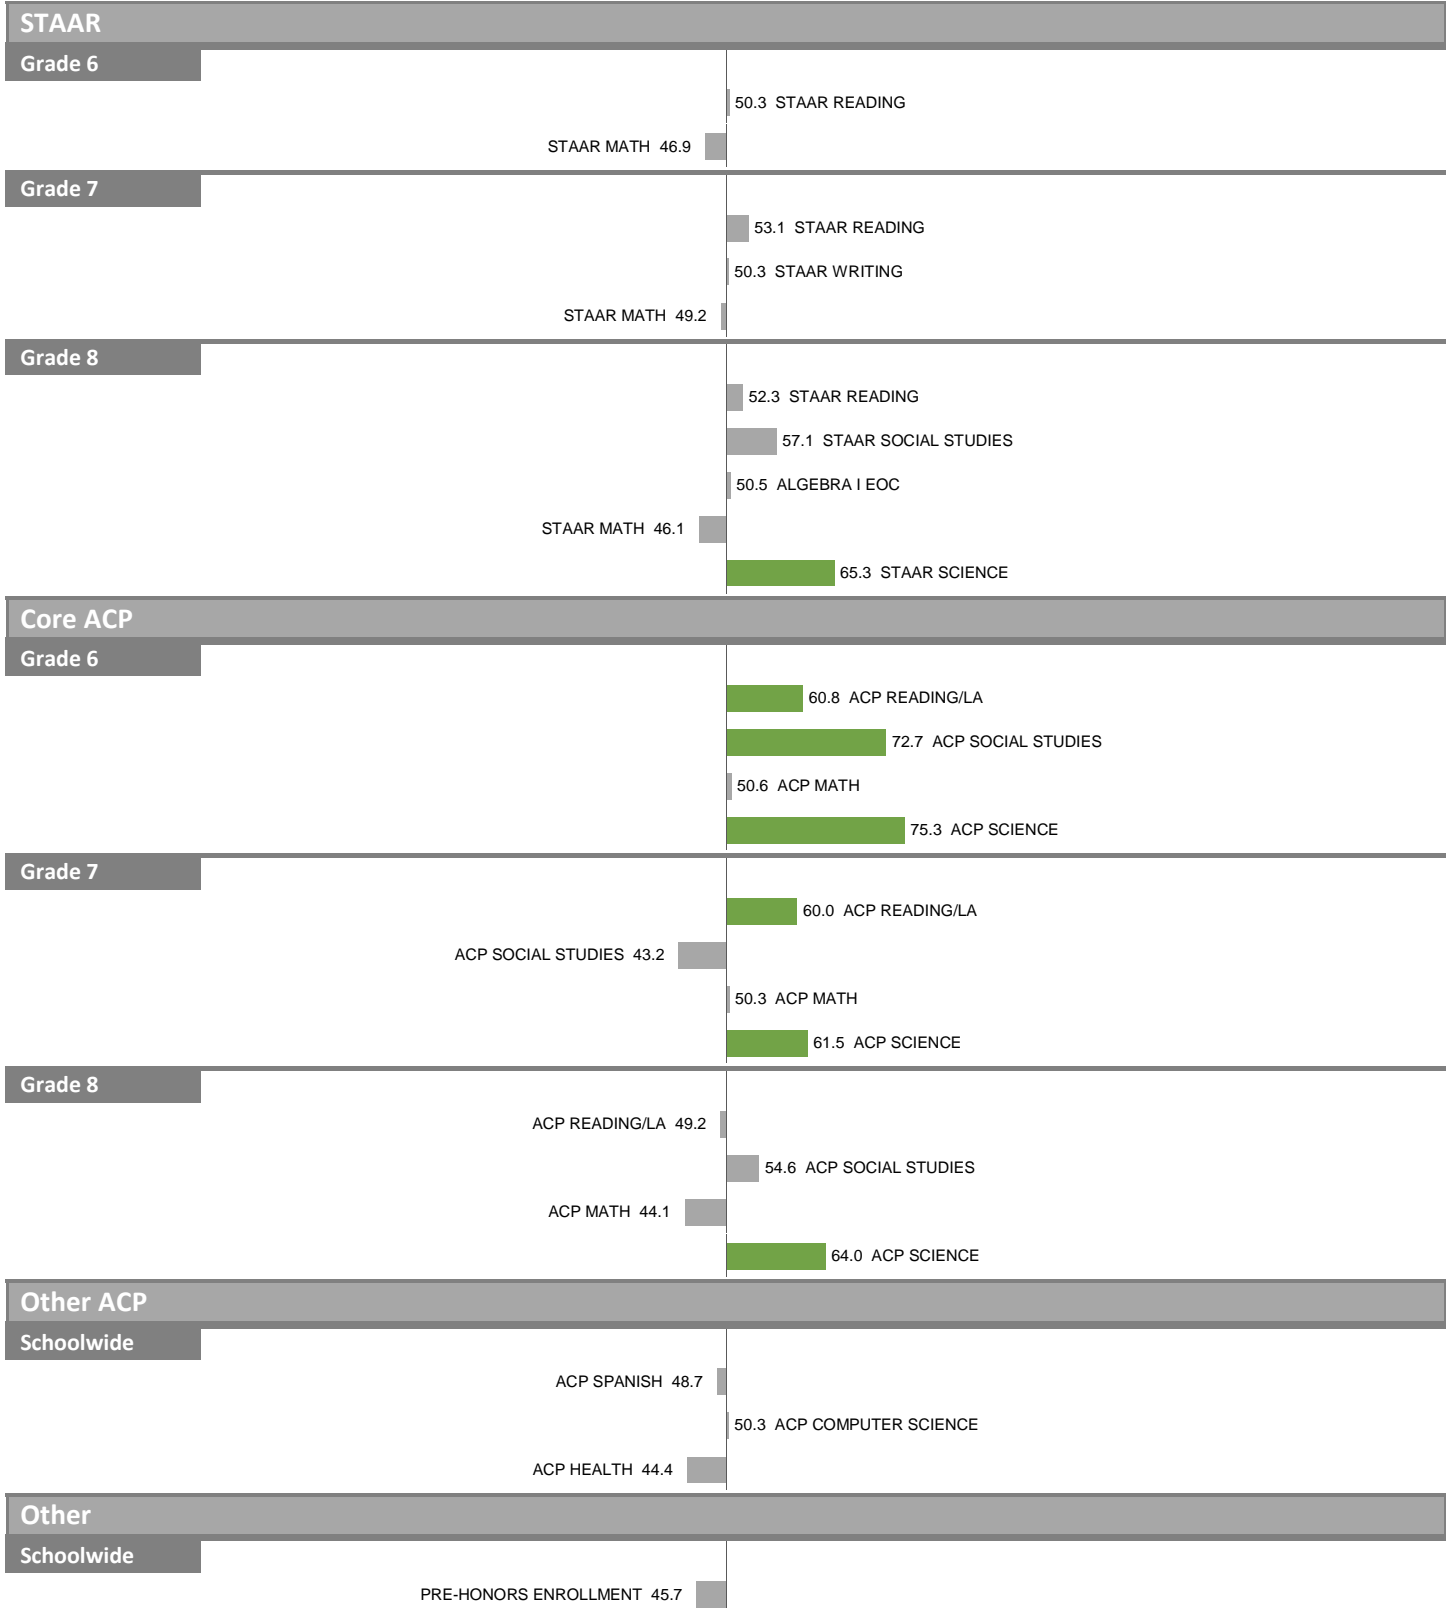 STAAR
Grade 6
50.3 STAAR READING
STAAR MATH 46.9
Grade 7
53.1 STAAR READING
50.3 STAAR WRITING
STAAR MATH 49.2
Grade 8
52.3 STAAR READING
57.1 STAAR SOCIAL STUDIES
50.5 ALGEBRA I EOC
STAAR MATH 46.1
65.3 STAAR SCIENCE
Core ACP
Grade 6
60.8 ACP READING/LA
72.7 ACP SOCIAL STUDIES
50.6 ACP MATH
75.3 ACP SCIENCE
Grade 7
60.0 ACP READING/LA
ACP SOCIAL STUDIES 43.2
50.3 ACP MATH
61.5 ACP SCIENCE
Grade 8
ACP READING/LA 49.2
54.6 ACP SOCIAL STUDIES
ACP MATH 44.1
64.0 ACP SCIENCE
Other ACP
Schoolwide
ACP SPANISH 48.7
50.3 ACP COMPUTER SCIENCE
ACP HEALTH 44.4
Other
Schoolwide
PRE-HONORS ENROLLMENT 45.7